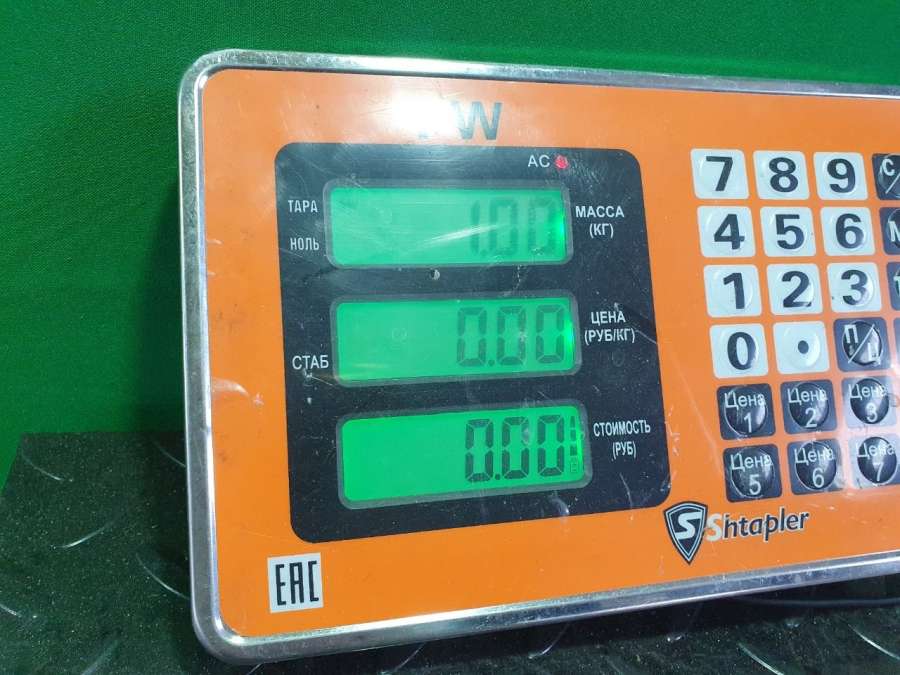 W
AC
ТАРА
НОЛЬ
1.00
МАССА
(КГ)
СТАБ
0.00
ЦЕНА
(РУБ/КГ)
0.00
СТОИМОСТЬ
(РУБ)
7 8 9 С/
4 5 6 М
1 2 3
0 . П/Ц
Цена 1 Цена 2 Цена 3
Цена 5 Цена 6 Цена 7
S Shtapler
EAC